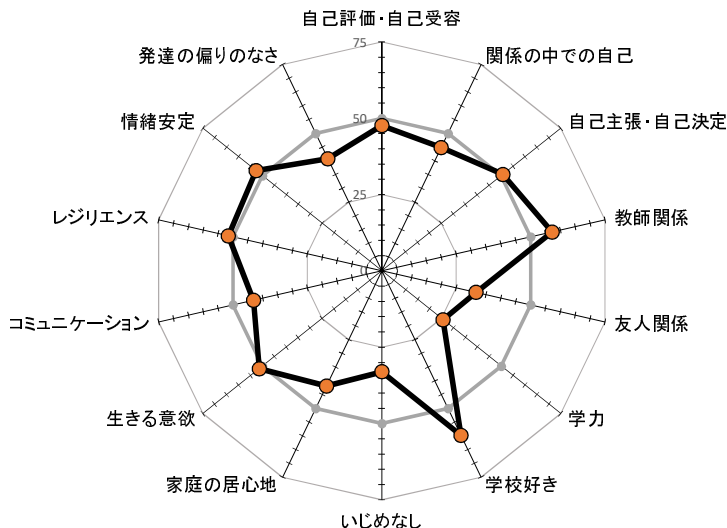 自己評価・自己受容
75
発達の偏りのなさ
関係の中での自己
情緒安定
50
自己主張・自己決定
25
レジリエンス
教師関係
0
コミュニケーション
友人関係
生きる意欲
学力
家庭の居心地
学校好き
いじめなし